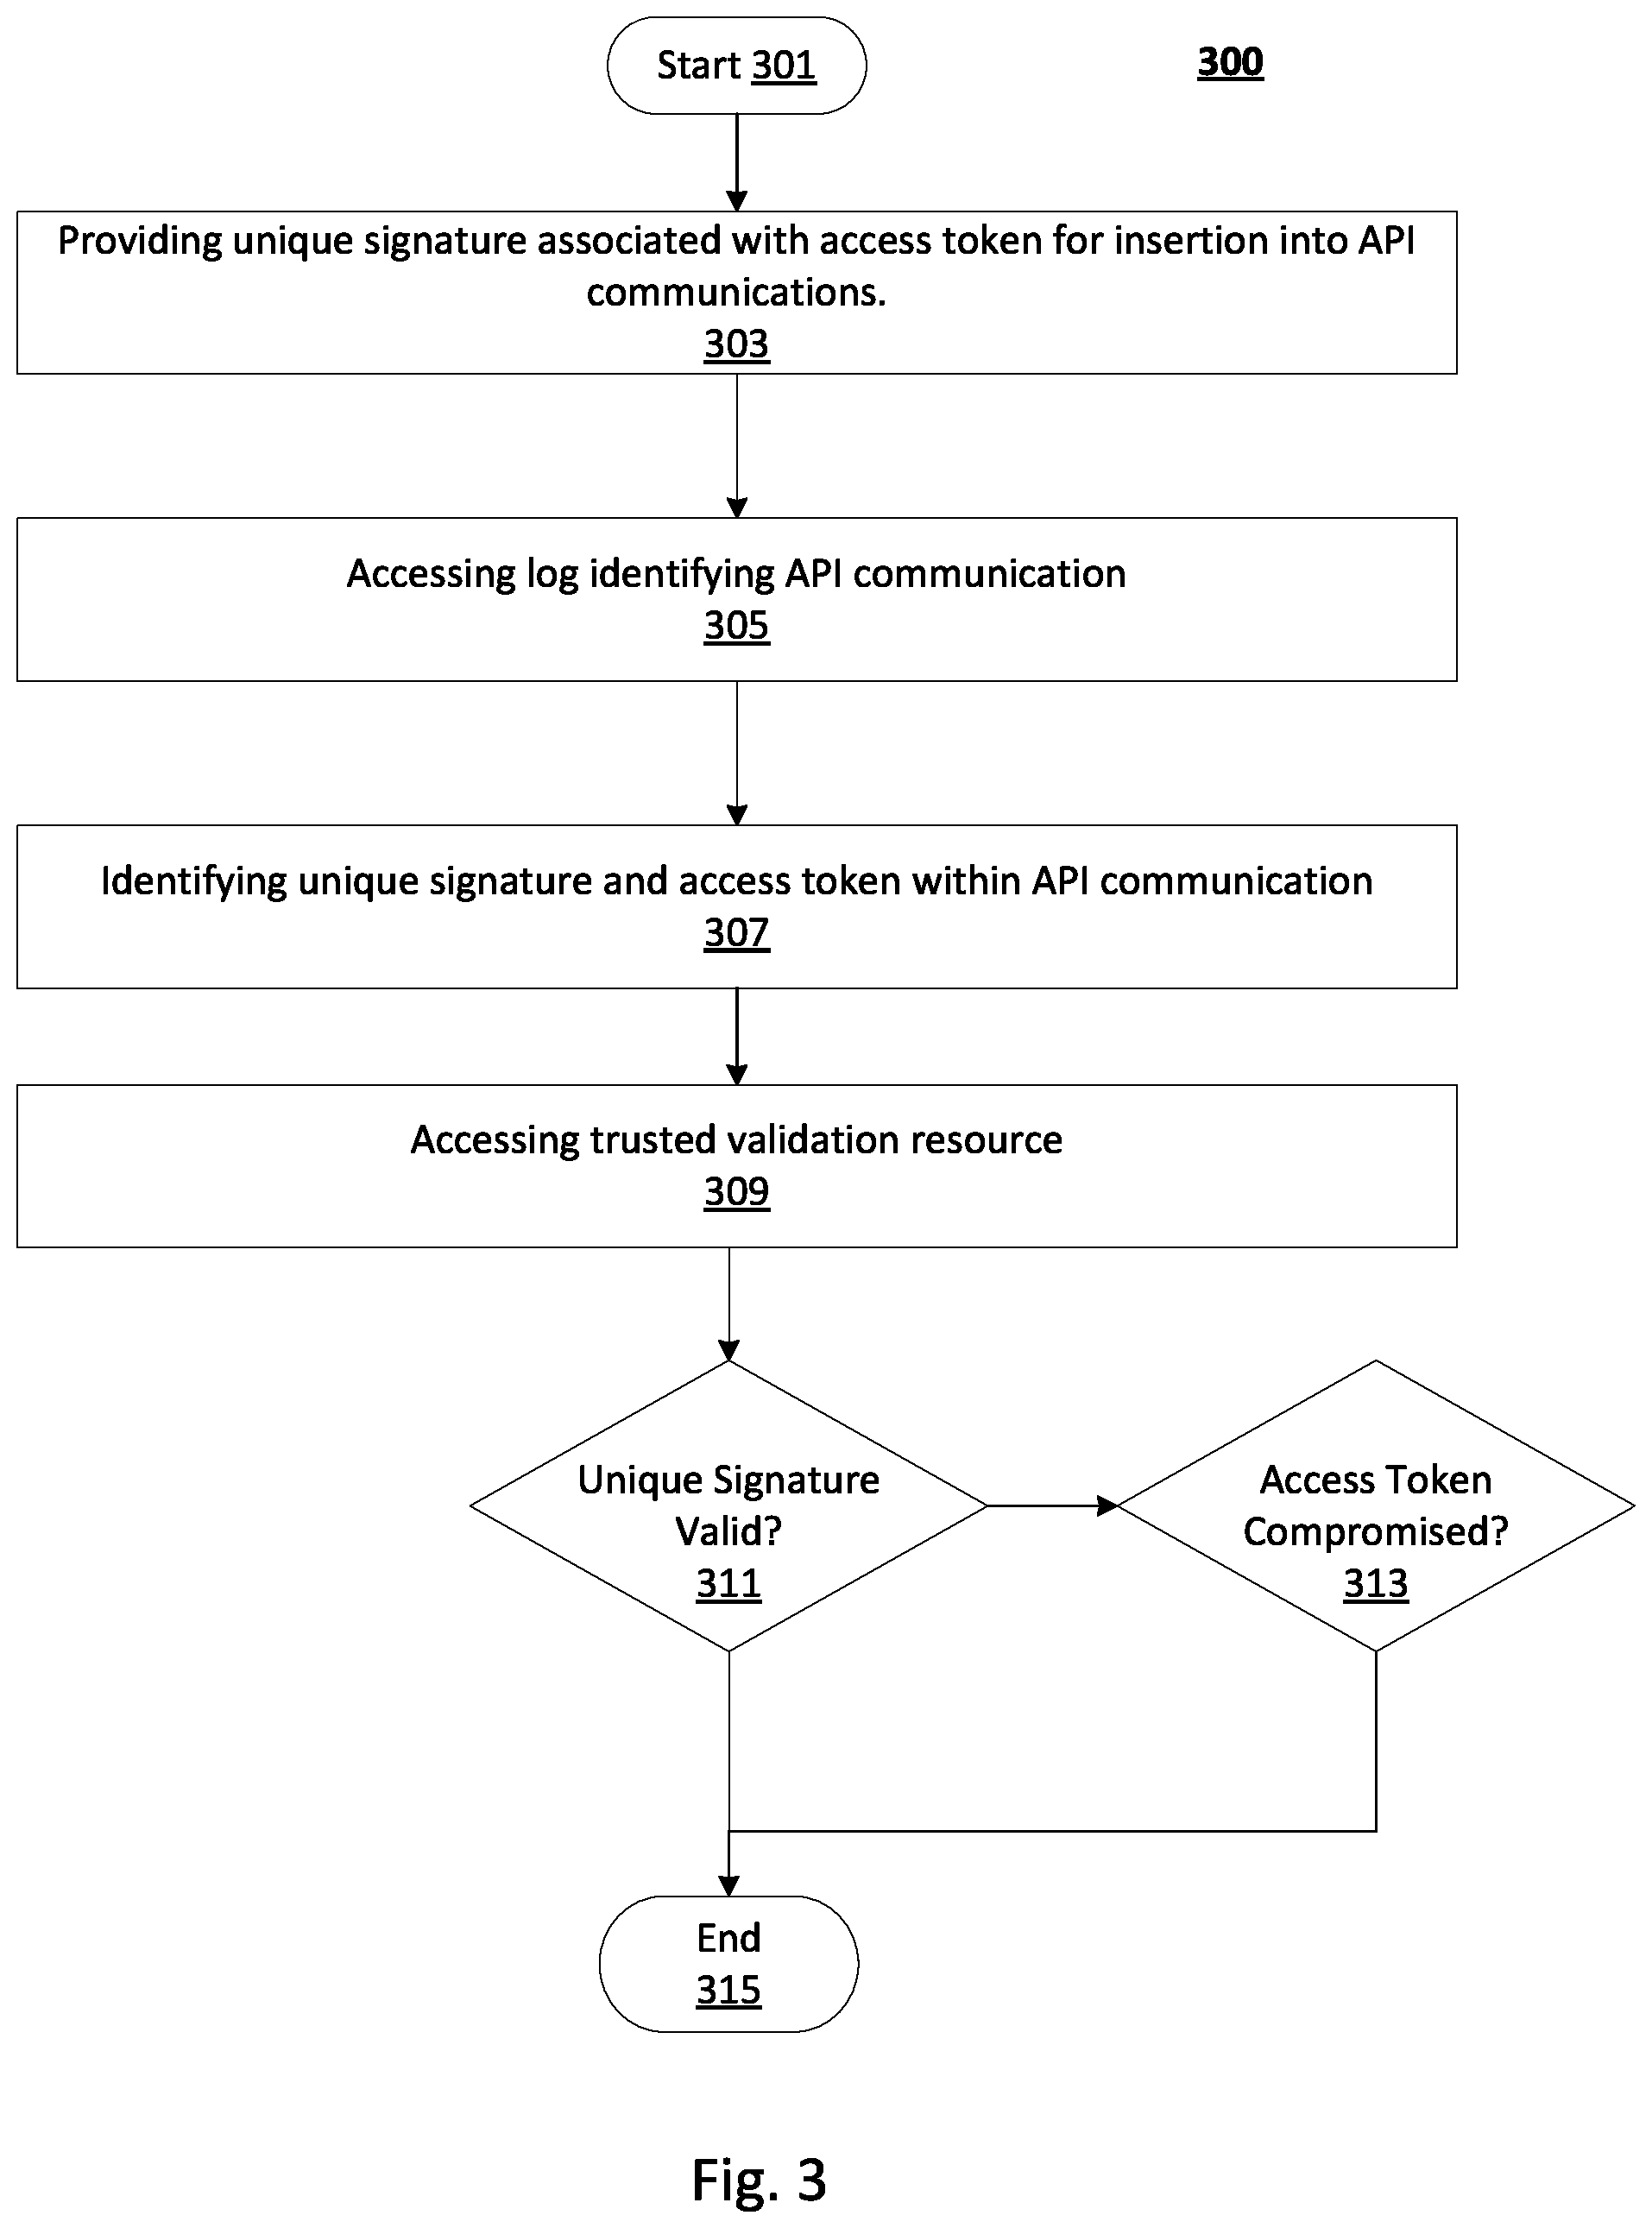 Start 301
300
Providing unique signature associated with access token for insertion into API
communications.
303
Accessing log identifying API communication
305
Identifying unique signature and access token within API communication
307
Accessing trusted validation resource
309
Unique Signature
Valid?
311
Access Token
Compromised?
313
End
315
Fig. 3